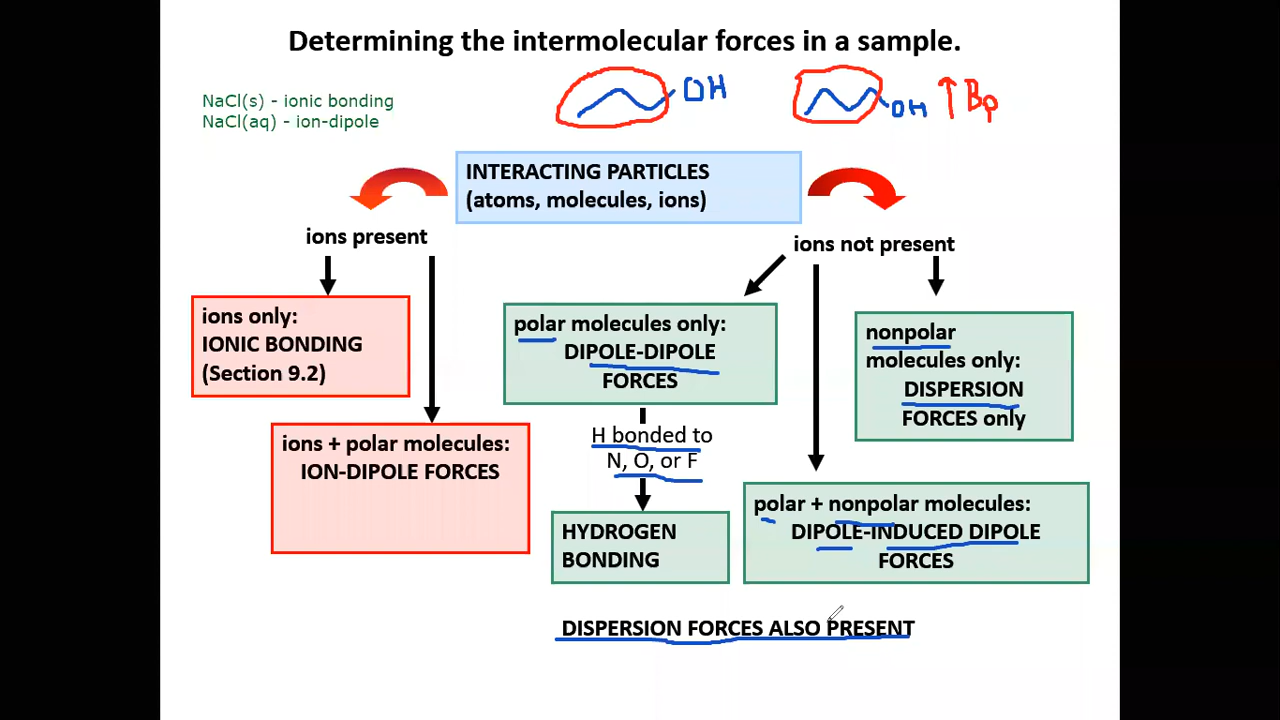 Determining the intermolecular forces in a sample.
OH
OH ↑ Bp
NaCl(s) - ionic bonding
NaCl(aq) - ion-dipole
INTERACTING PARTICLES
(atoms, molecules, ions)
ions present
ions not present
ions only:
IONIC BONDING
(Section 9.2)
ions + polar molecules:
ION-DIPOLE FORCES
polar molecules only:
DIPOLE-DIPOLE
FORCES
H bonded to
N, O, or F
HYDROGEN
BONDING
nonpolar
molecules only:
DISPERSION
FORCES only
polar + nonpolar molecules:
DIPOLE-INDUCED DIPOLE
FORCES
DISPERSION FORCES ALSO PRESENT